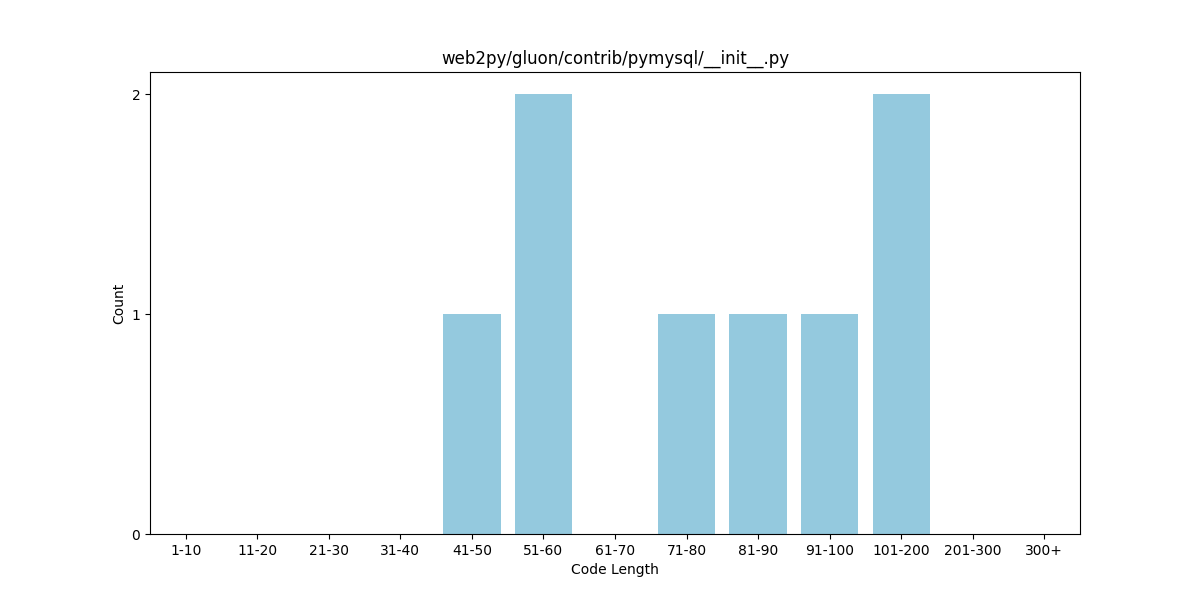 web2py/gluon/contrib/pymysql/__init__.py
Count
2
1
0
1-10 11-20 21-30 31-40 41-50 51-60 61-70 71-80 81-90 91-100 101-200 201-300 300+
Code Length